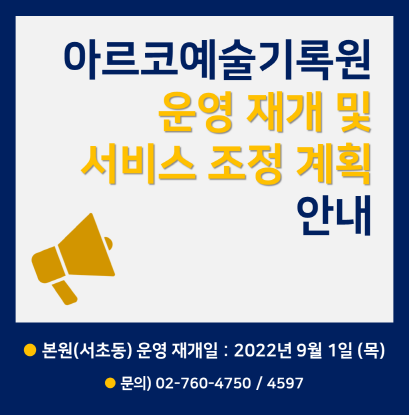 아르코예술기록원
운영 재개 및
서비스 조정 계획
안내
● 본원(서초동) 운영 재개일 : 2022년 9월 1일 (목)
● 문의) 02-760-4750 / 4597